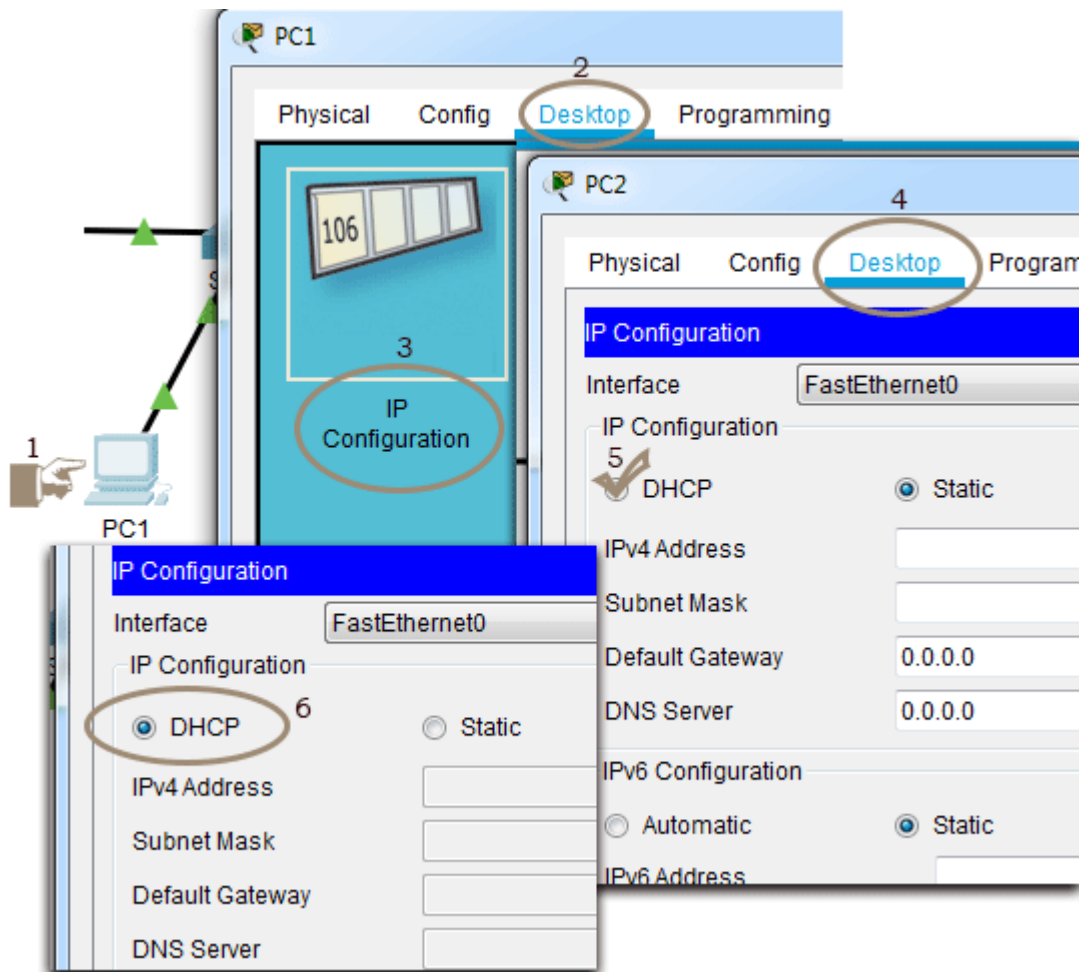 PC1
2
Physical Config Desktop Programming
106
3
IP
Configuration
1
PC1
PC2
4
Physical Config Desktop Program
IP Configuration
Interface FastEthernet0
IP Configuration
5
DHCP Static
IPv4 Address
Subnet Mask
Default Gateway 0.0.0.0
DNS Server 0.0.0.0
IPv6 Configuration
Automatic Static
IPv6 Address
IP Configuration
Interface FastEthernet0
IP Configuration
DHCP 6 Static
IPv4 Address
Subnet Mask
Default Gateway
DNS Server